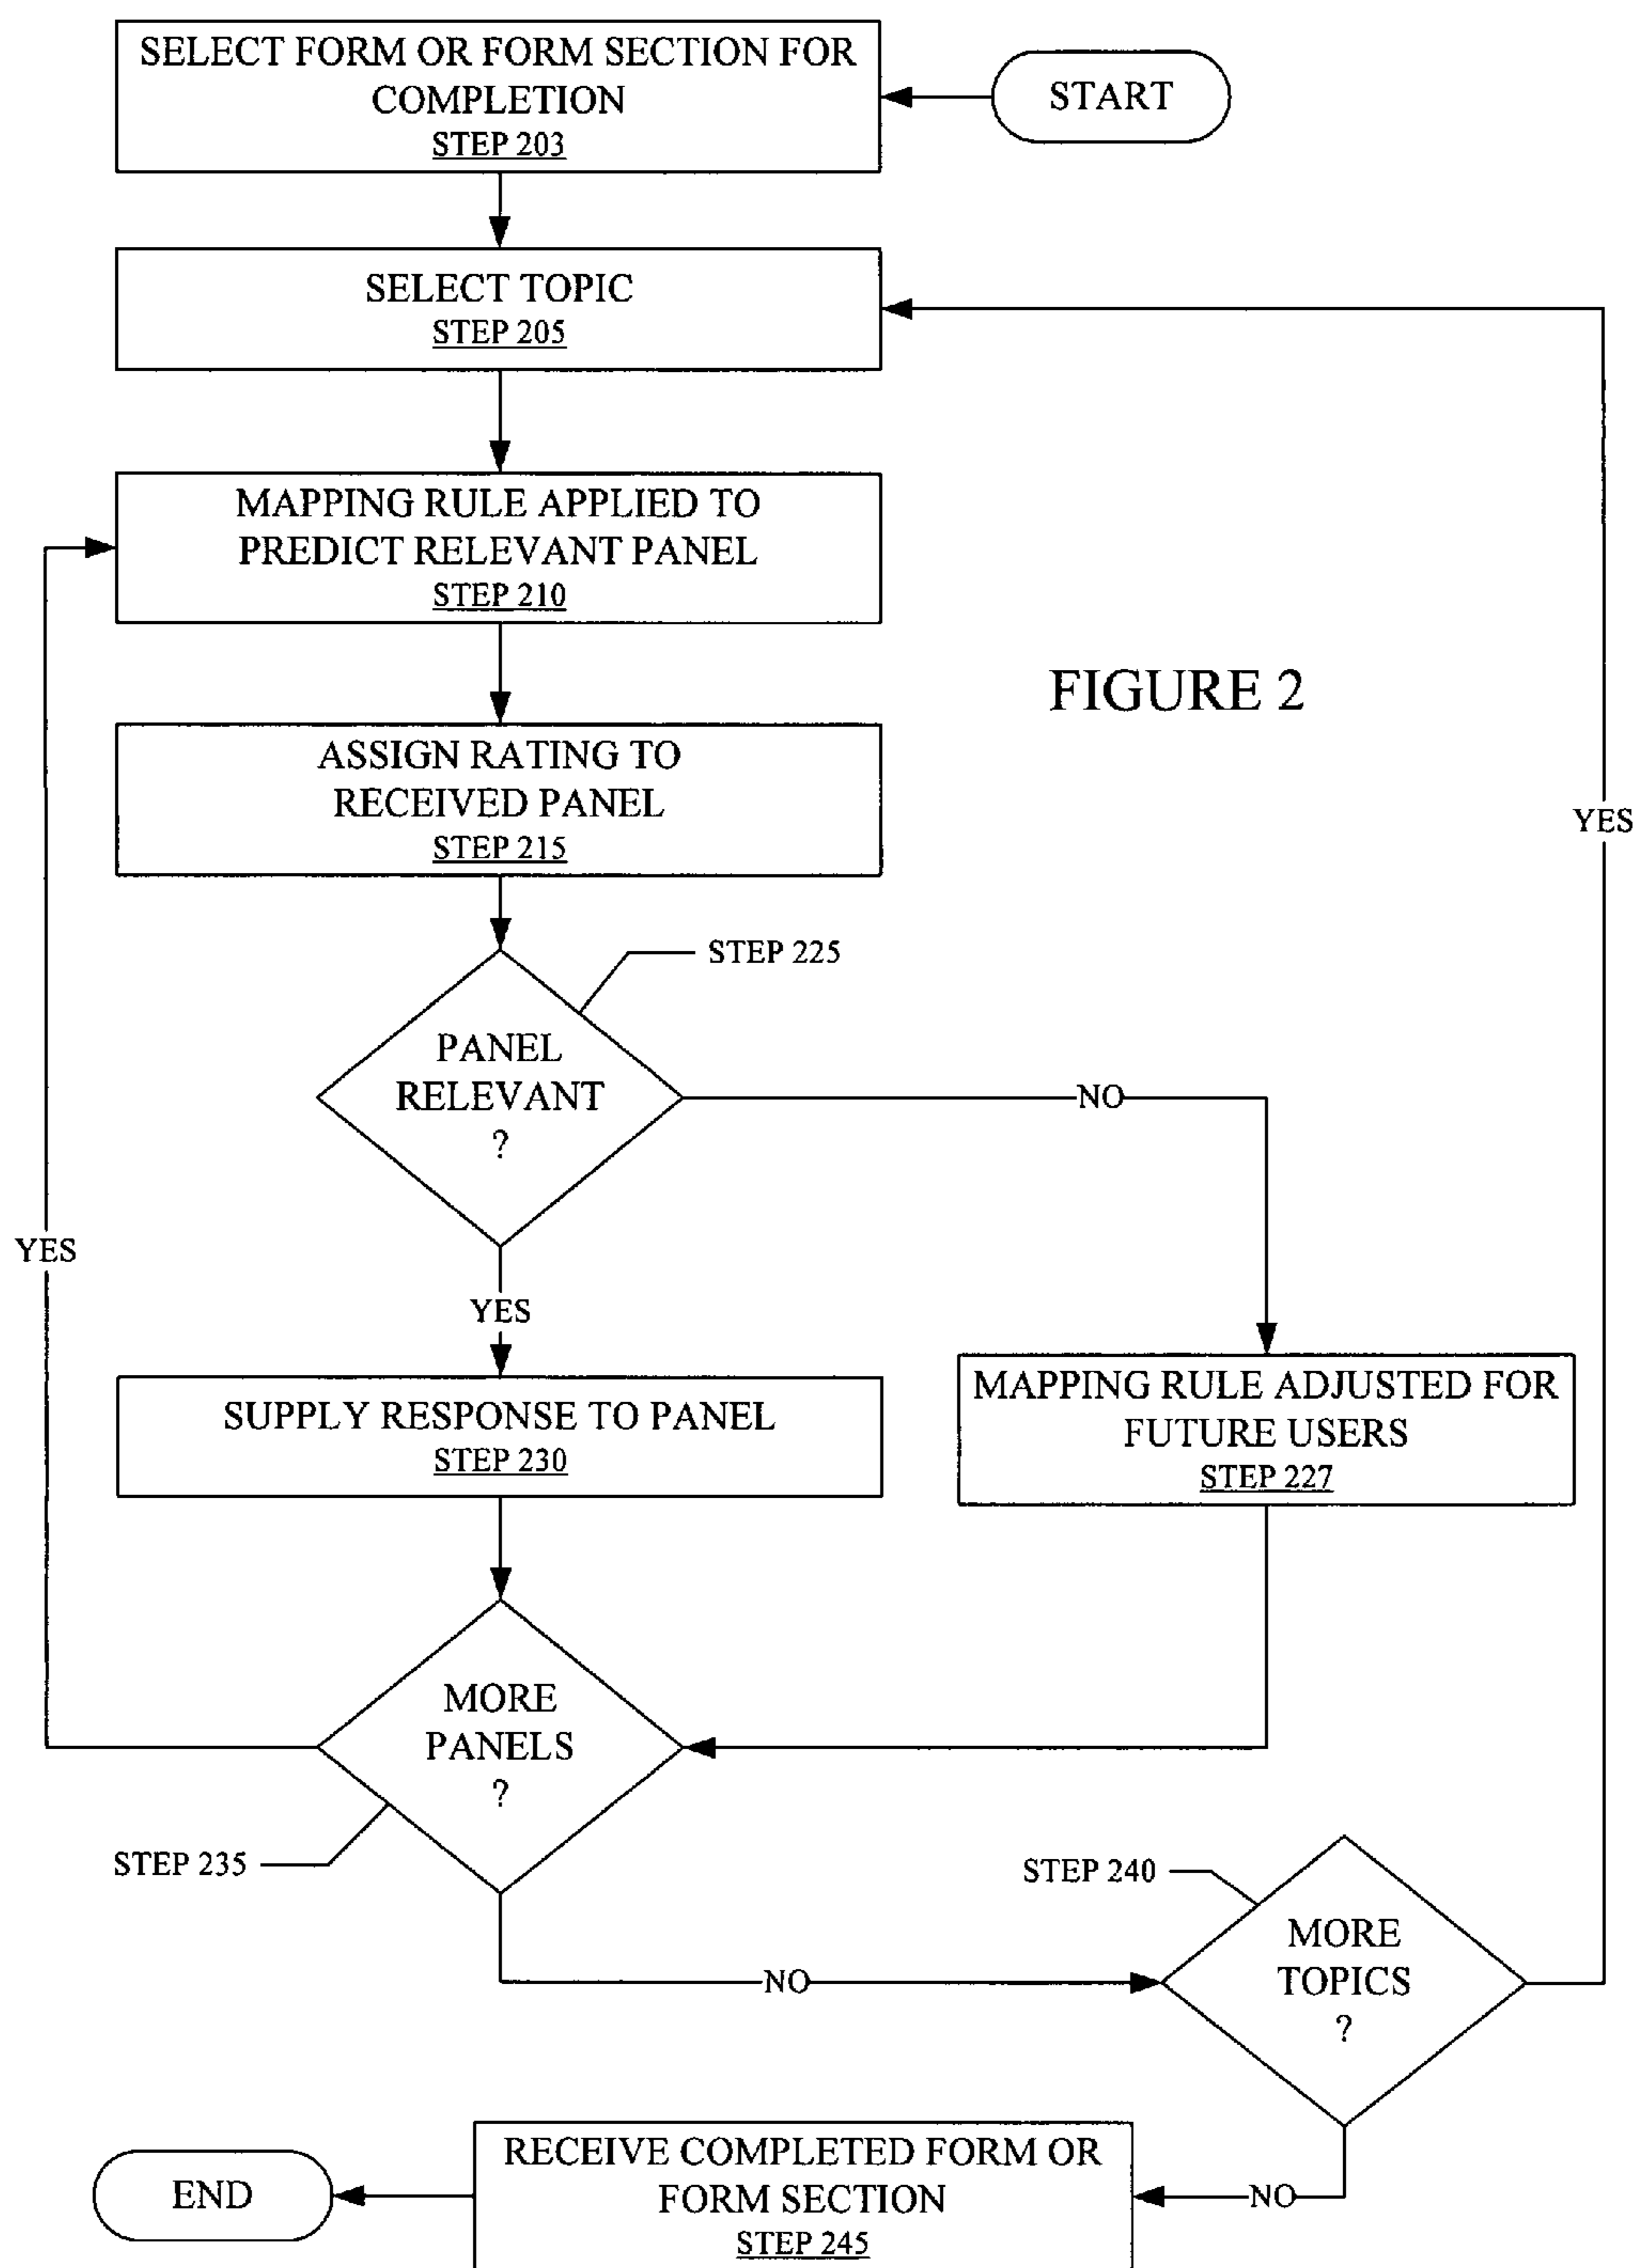 SELECT FORM OR FORM SECTION FOR
COMPLETION
STEP 203
START
SELECT TOPIC
STEP 205
MAPPING RULE APPLIED TO
PREDICT RELEVANT PANEL
STEP 210
FIGURE 2
ASSIGN RATING TO
RECEIVED PANEL
STEP 215
YES
STEP 225
PANEL
RELEVANT
?
NO
YES
YES
SUPPLY RESPONSE TO PANEL
STEP 230
MAPPING RULE ADJUSTED FOR
FUTURE USERS
STEP 227
MORE
PANELS
?
STEP 235
STEP 240
MORE
TOPICS
?
NO
RECEIVE COMPLETED FORM OR
FORM SECTION
STEP 245
NO
END